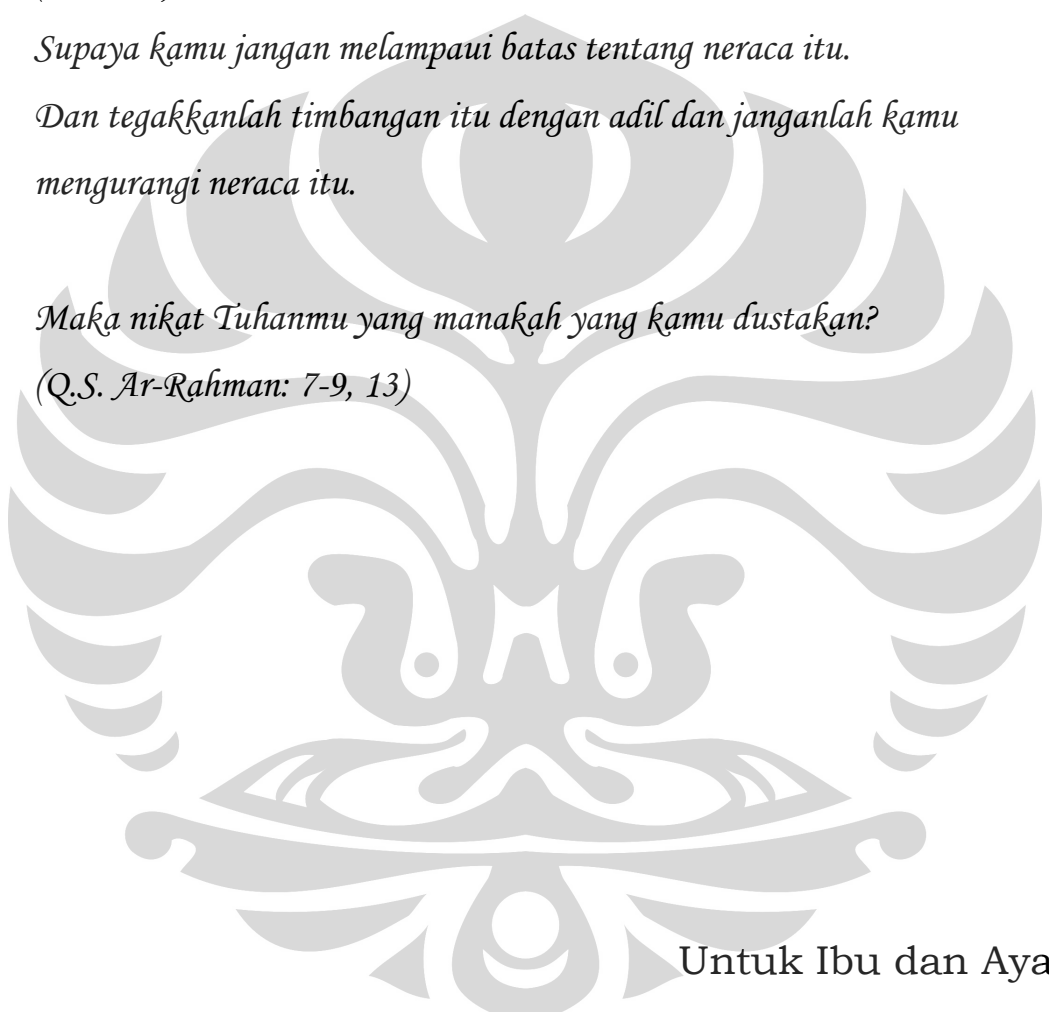 Supaya kamu jangan melampaui batas tentang neraca itu.
Dan tegakkanlah timbangan itu dengan adil dan janganlah kamu
mengurangi neraca itu.
Maka nikat Tuhanmu yang manakah yang kamu dustakan?
(Q.S. Ar-Rahman: 7-9, 13)
Untuk Ibu dan Aya